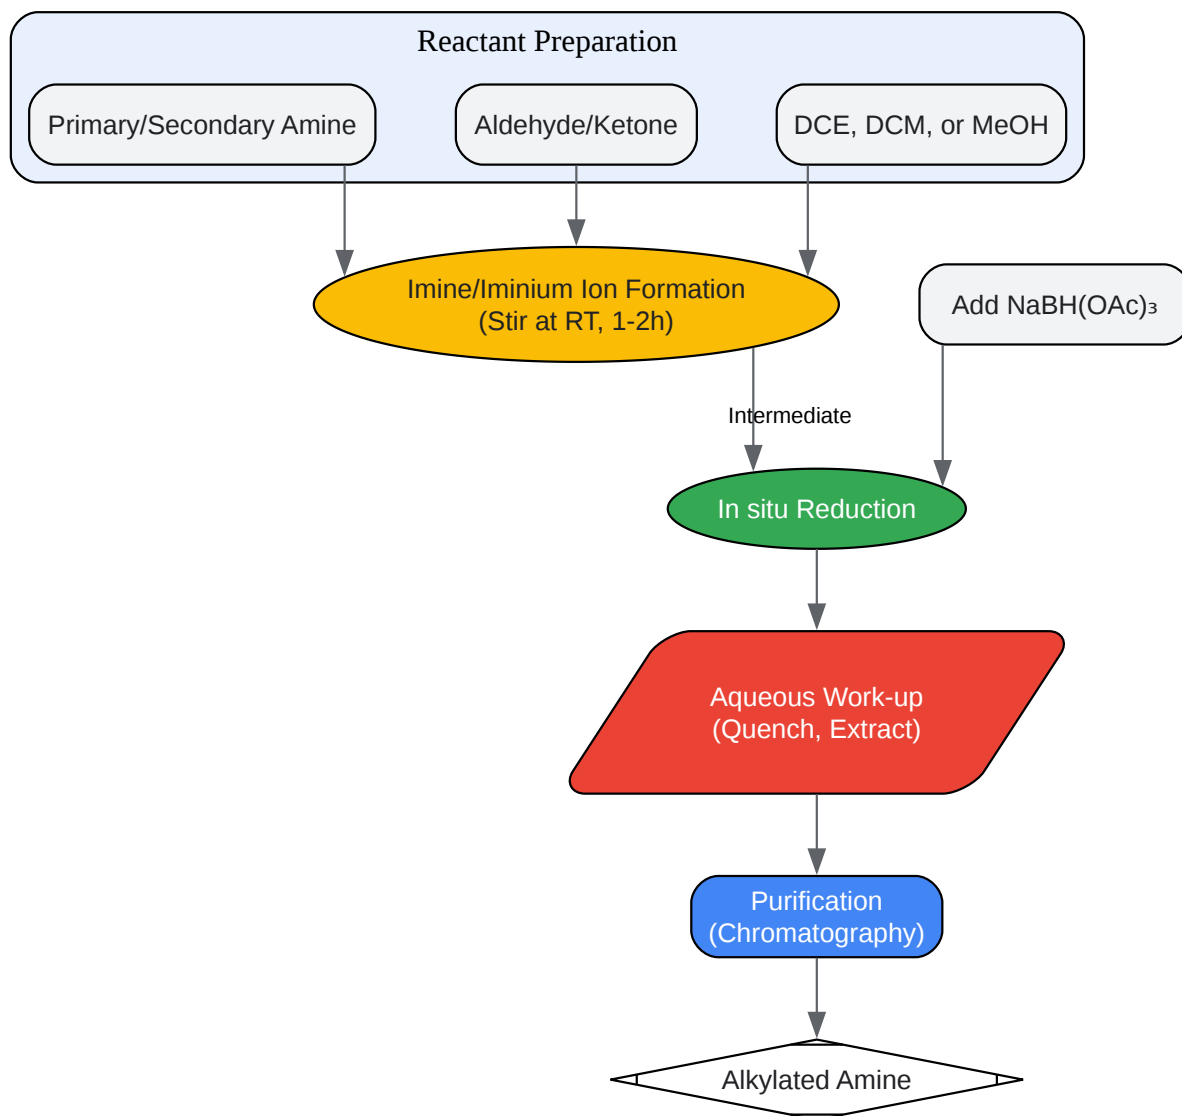 Reactant Preparation
Primary/Secondary Amine
Aldehyde/Ketone
DCE, DCM, or MeOH
Imine/Iminium Ion Formation
(Stir at RT, 1-2h)
Add NaBH(OAc)₃
Intermediate
In situ Reduction
Aqueous Work-up
(Quench, Extract)
Purification
(Chromatography)
Alkylated Amine